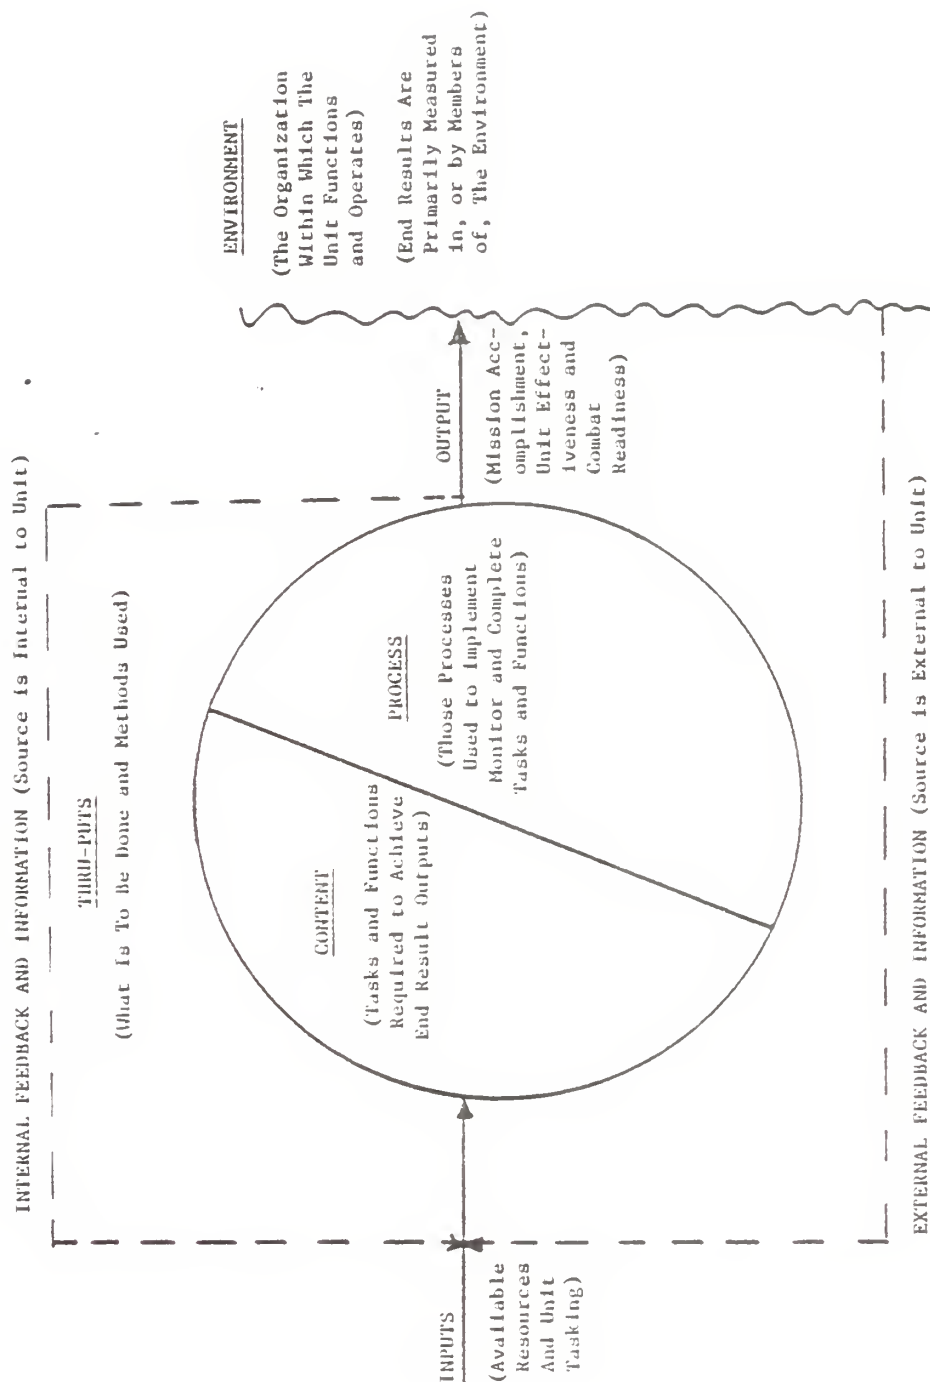 INTERNAL FEEDBACK AND INFORMATION (Source is Internal to Unit)
THRU-PUTS
(What Is To Be Done and Methods Used)
INPUTS
(Available
Resources
And Unit
Tasking)
CONTENT
(Tasks and Functions
Required to Achieve
End Result Outputs)
PROCESS
(Those Processes
Used to Implement
Monitor and Complete
Tasks and Functions)
OUTPUT
(Mission Acc-
omplishment,
Unit Effect-
iveness and
Combat
Readiness)
ENVIRONMENT
(The Organization
Within Which The
Unit Functions
and Operates)
(End Results Are
Primarily Measured
in, or by Members
of, The Environment)
EXTERNAL FEEDBACK AND INFORMATION (Source is External to Unit)